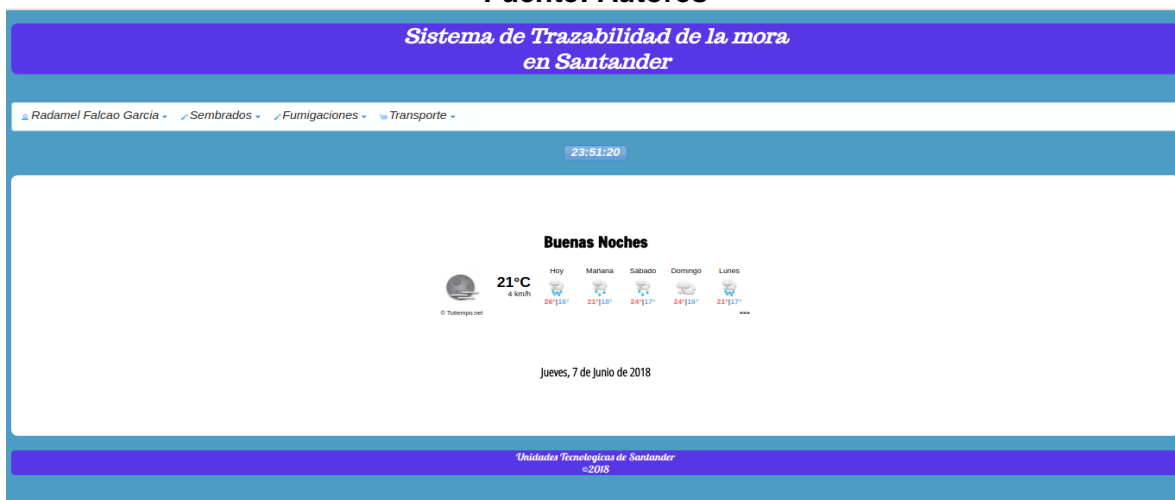 Fuente: Autores
Sistema de Trazabilidad de la mora
en Santander
Radamel Falcao Garcia Sembrados Fumigaciones Transporte
23:51:20
Buenas Noches
Hoy Mañana Sábado Domingo Lunes
21°C
4 km/h
26°|16° 21°|18° 24°|17° 24°|16° 21°|17°
© Tutiempo.net
Jueves, 7 de Junio de 2018
Unidades Tecnologicas de Santander
©2018